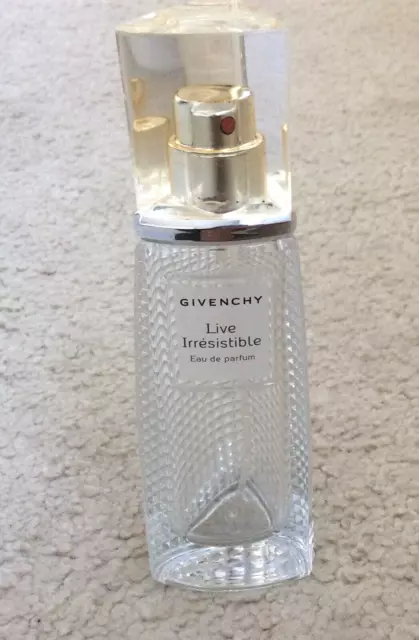 GIVENCHY
Live
Irrésistible
Eau de parfum